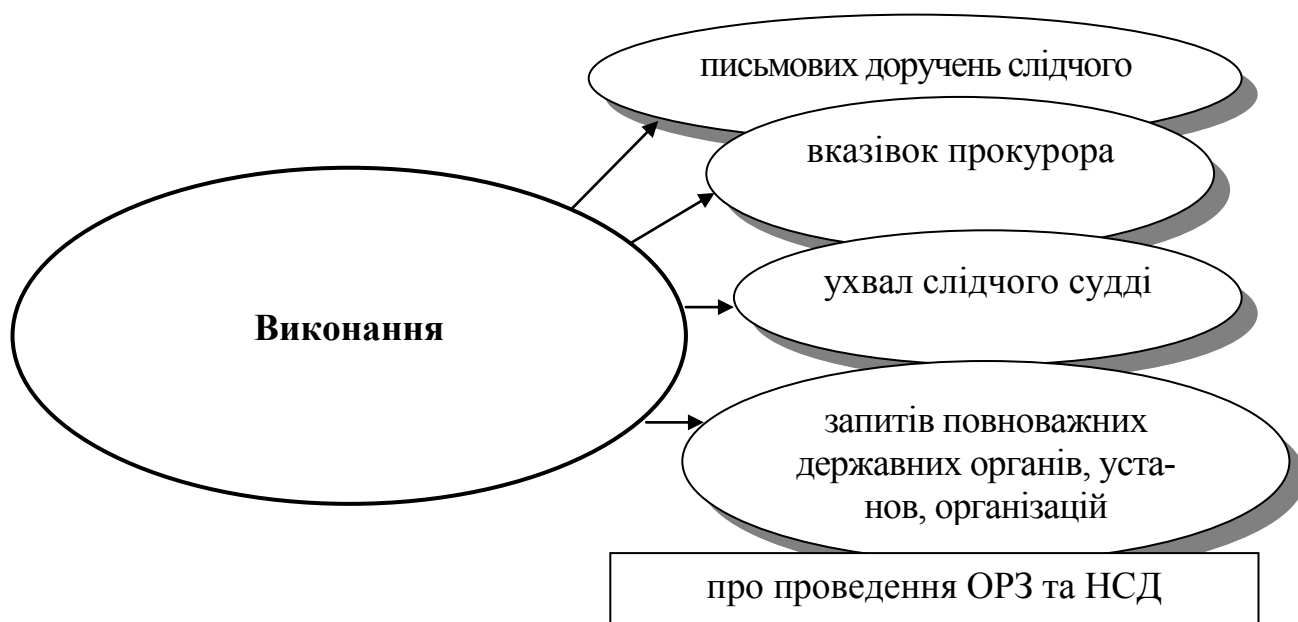 письмових доручень слідчого
вказівок прокурора
ухвал слідчого судді
Виконання
запитів повноважних
державних органів, уста-
нов, організацій
про проведення ОРЗ та НСД